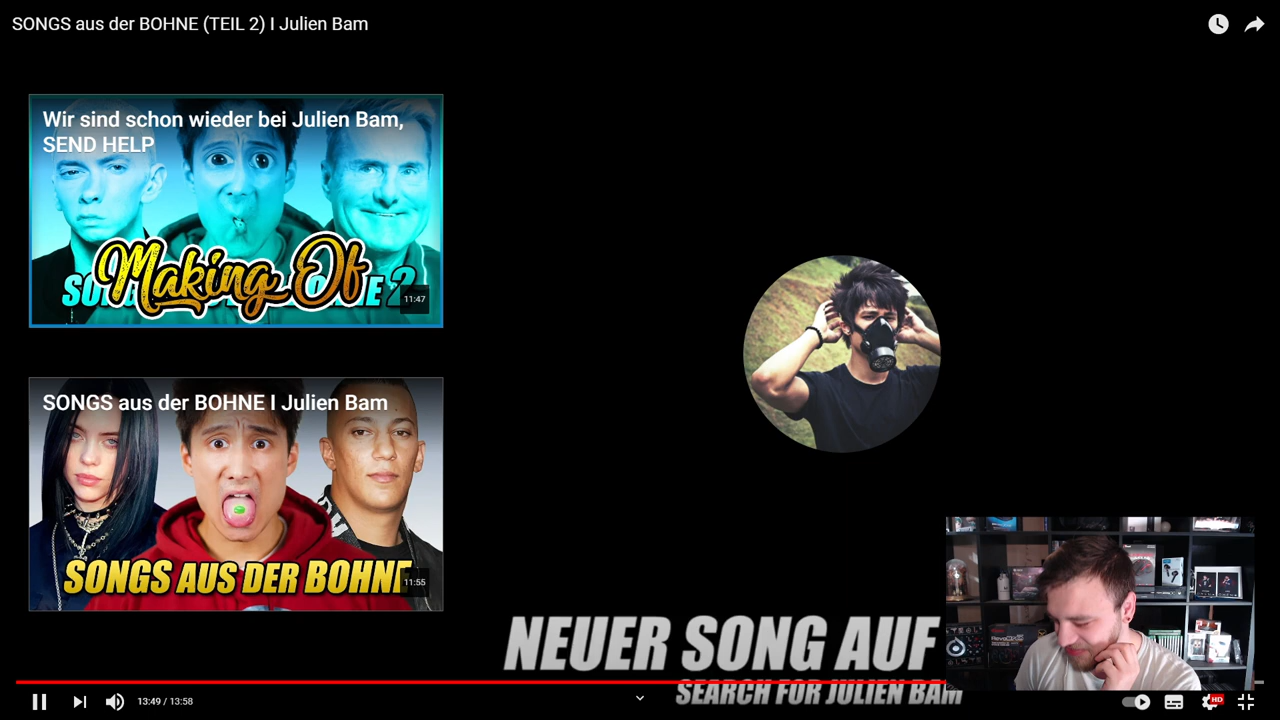 SONGS aus der BOHNE (TEIL 2) I Julien Bam
Wir sind schon wieder bei Julien Bam,
SEND HELP
Making Of
11:47
SONGS aus der BOHNE I Julien Bam
SONGS AUS DER BOHNE
11:55
NEUER SONG AUF
SEARCH FOR JULIEN BAM
13:49 / 13:58
HD